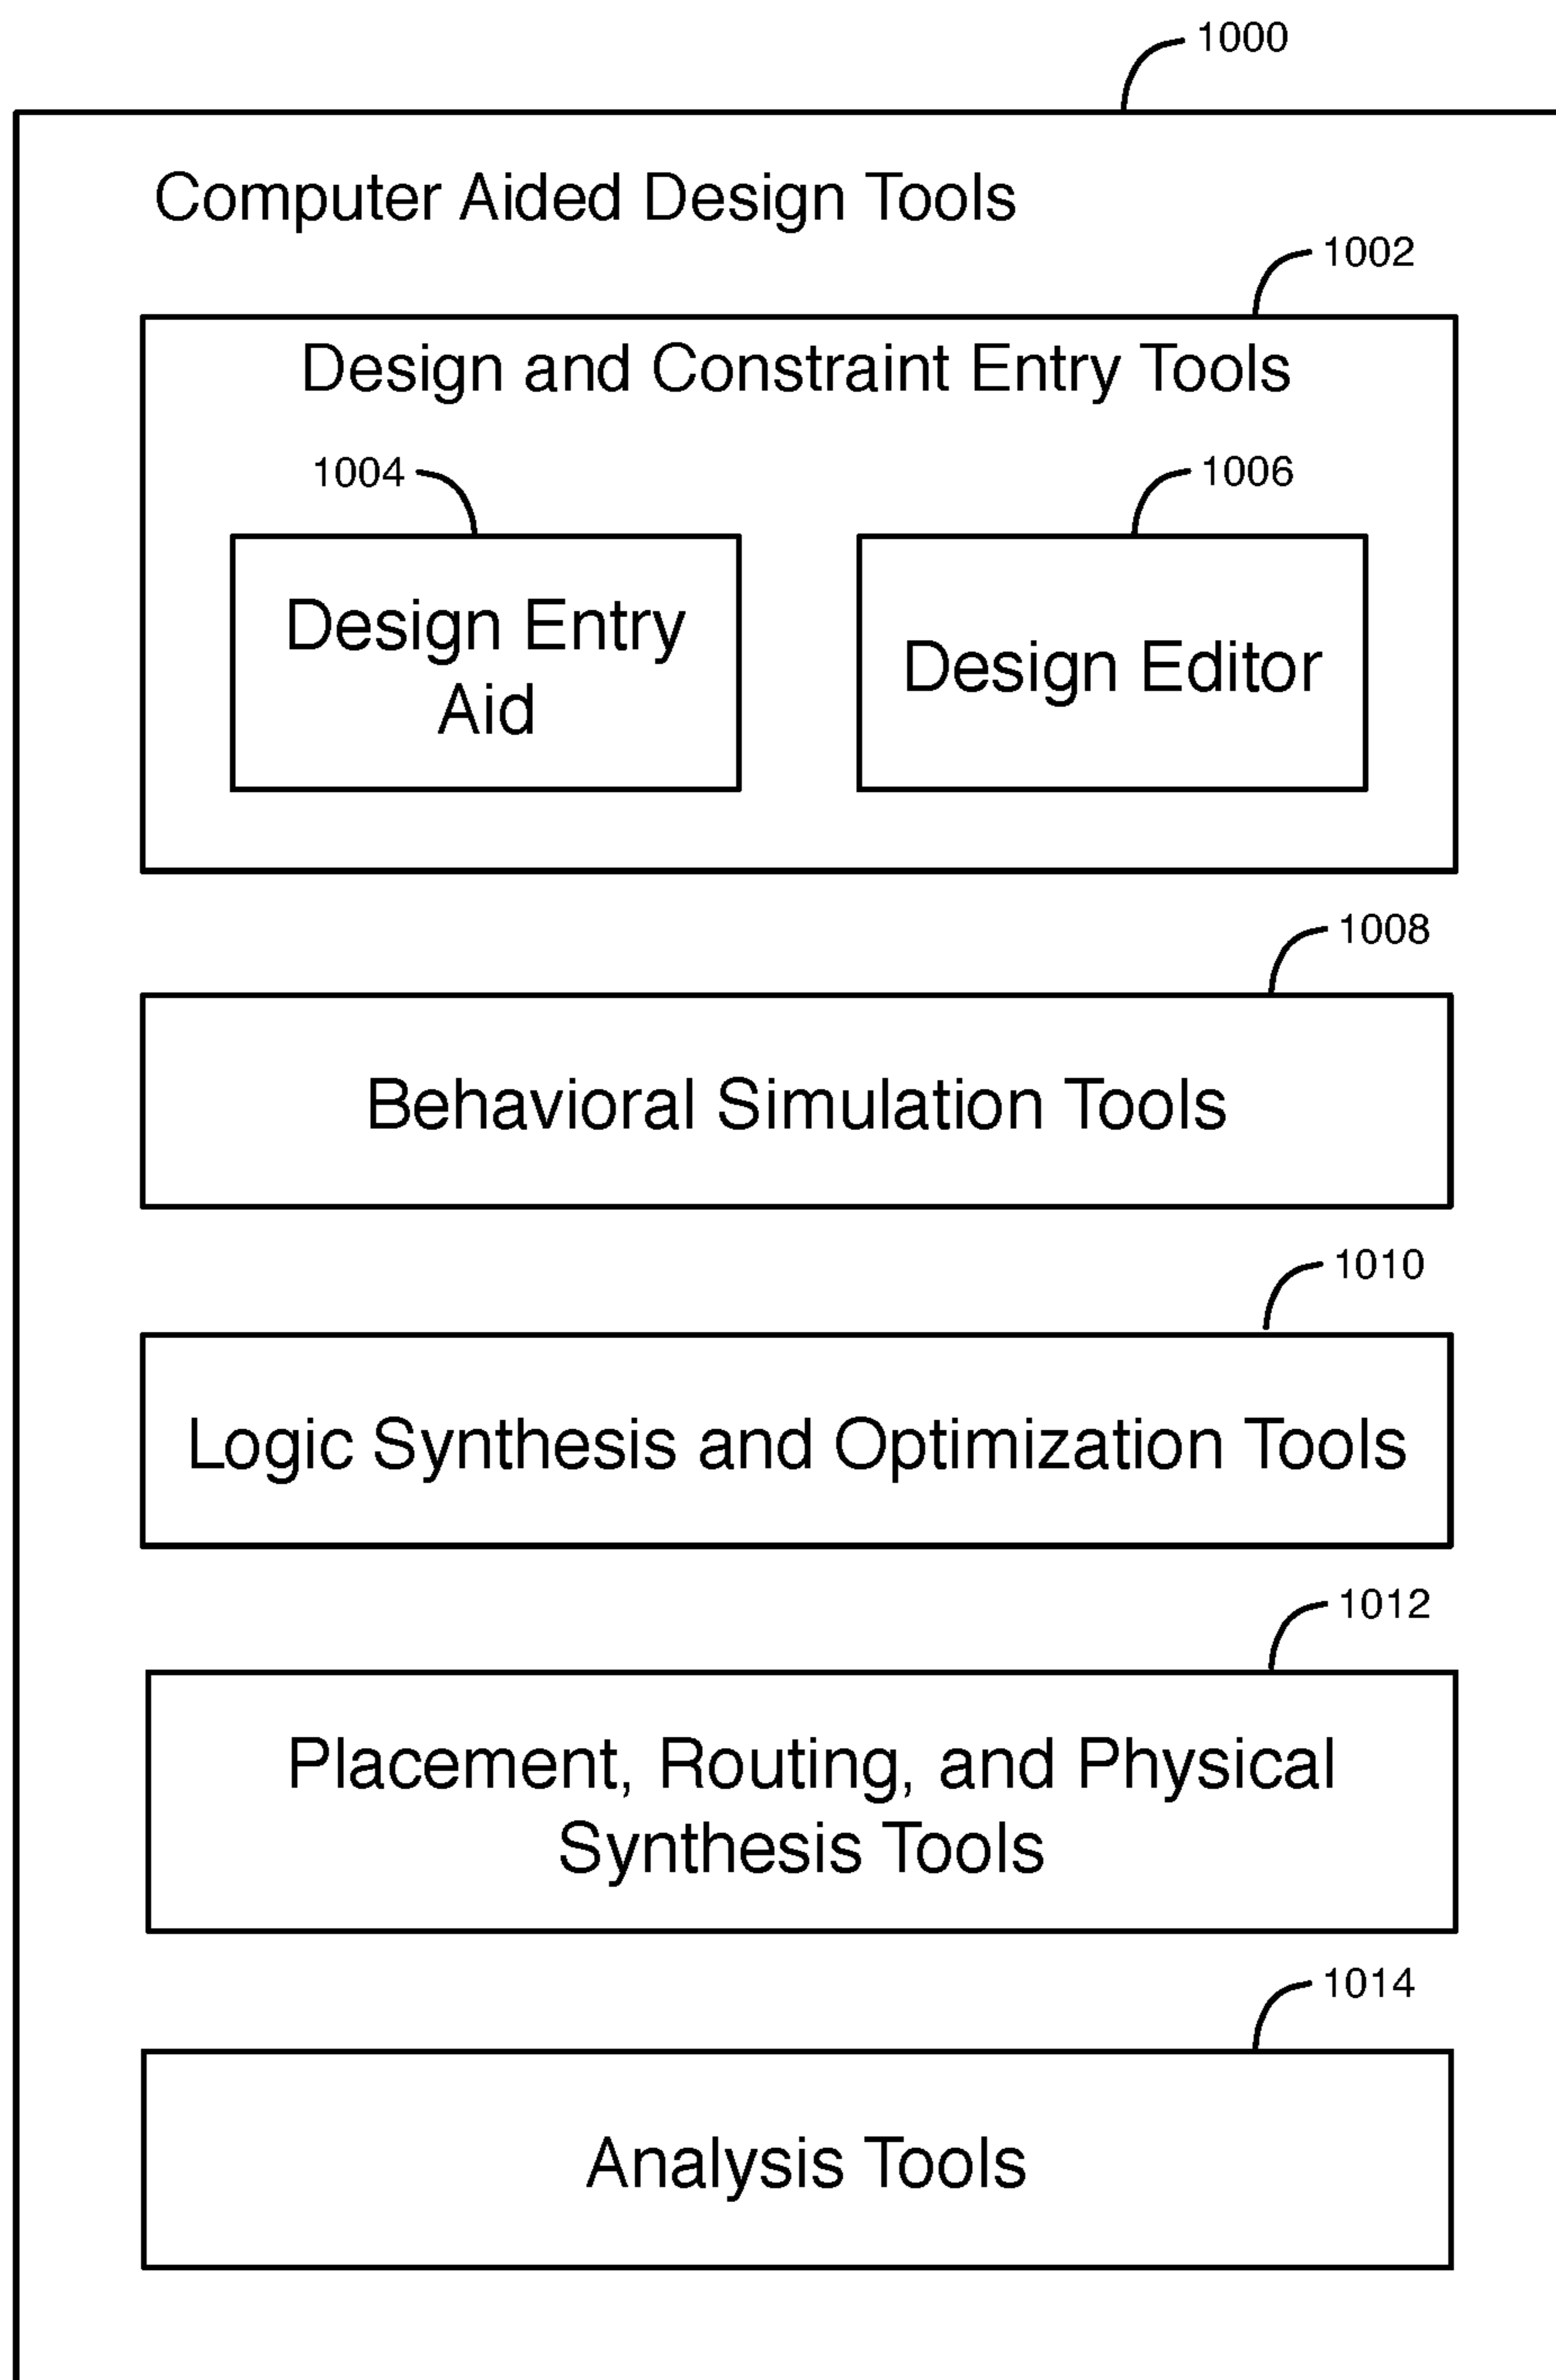 1000
Computer Aided Design Tools
1002
Design and Constraint Entry Tools
1004
1006
Design Entry
Aid
Design Editor
1008
Behavioral Simulation Tools
1010
Logic Synthesis and Optimization Tools
1012
Placement, Routing, and Physical
Synthesis Tools
1014
Analysis Tools